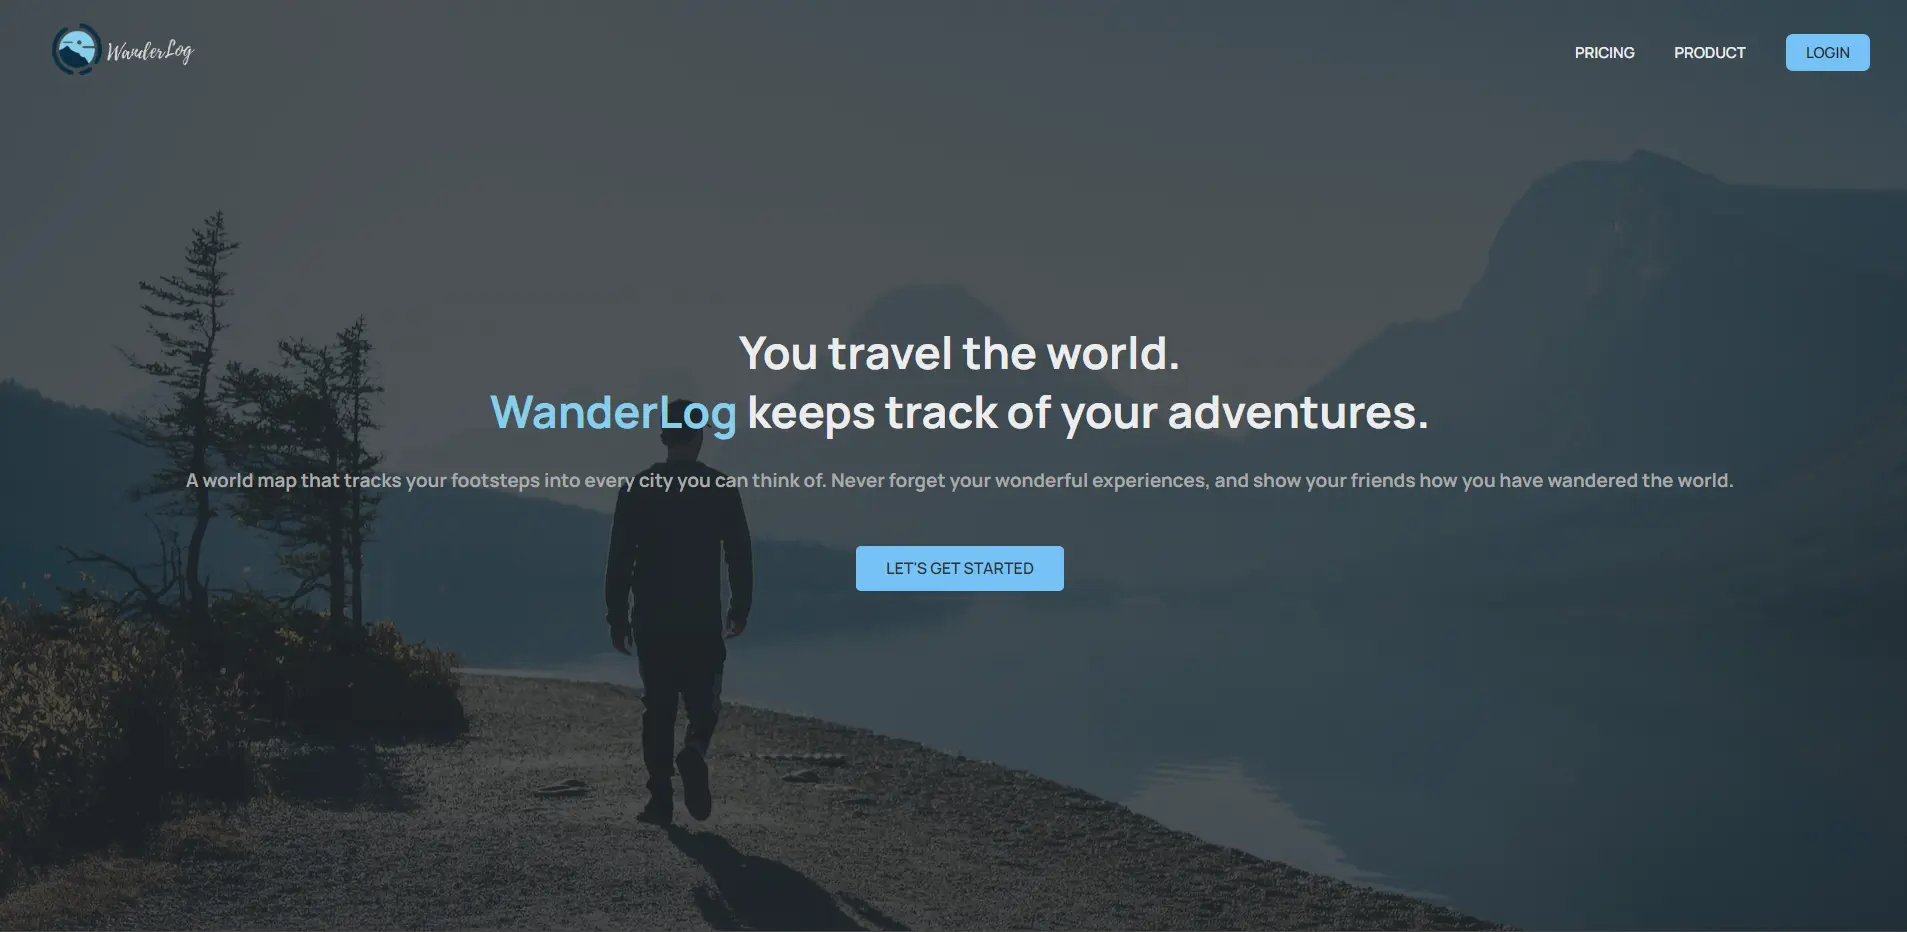 WanderLog
PRICING
PRODUCT
LOGIN
You travel the world.
WanderLog keeps track of your adventures.
A world map that tracks your footsteps into every city you can think of. Never forget your wonderful experiences, and show your friends how you have wandered the world.
LET'S GET STARTED